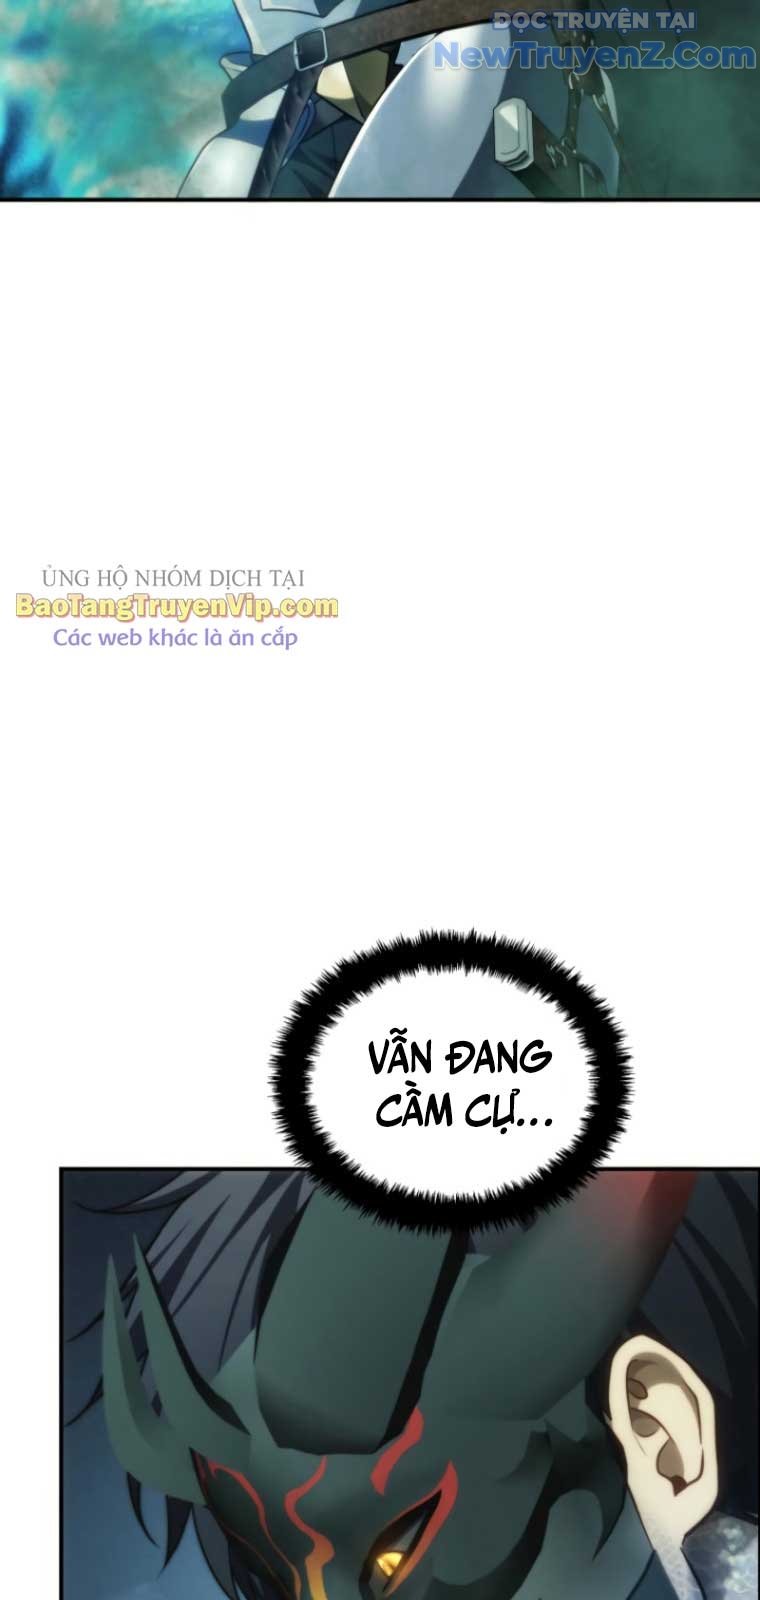 ĐỌC TRUYỆN TẠI
NewTruyenZ.com
ỦNG HỘ NHÓM DỊCH TẠI
BaoTangTruyenVip.com
Các web khác là ăn cắp
VẪN ĐANG
CẦM CỰ...